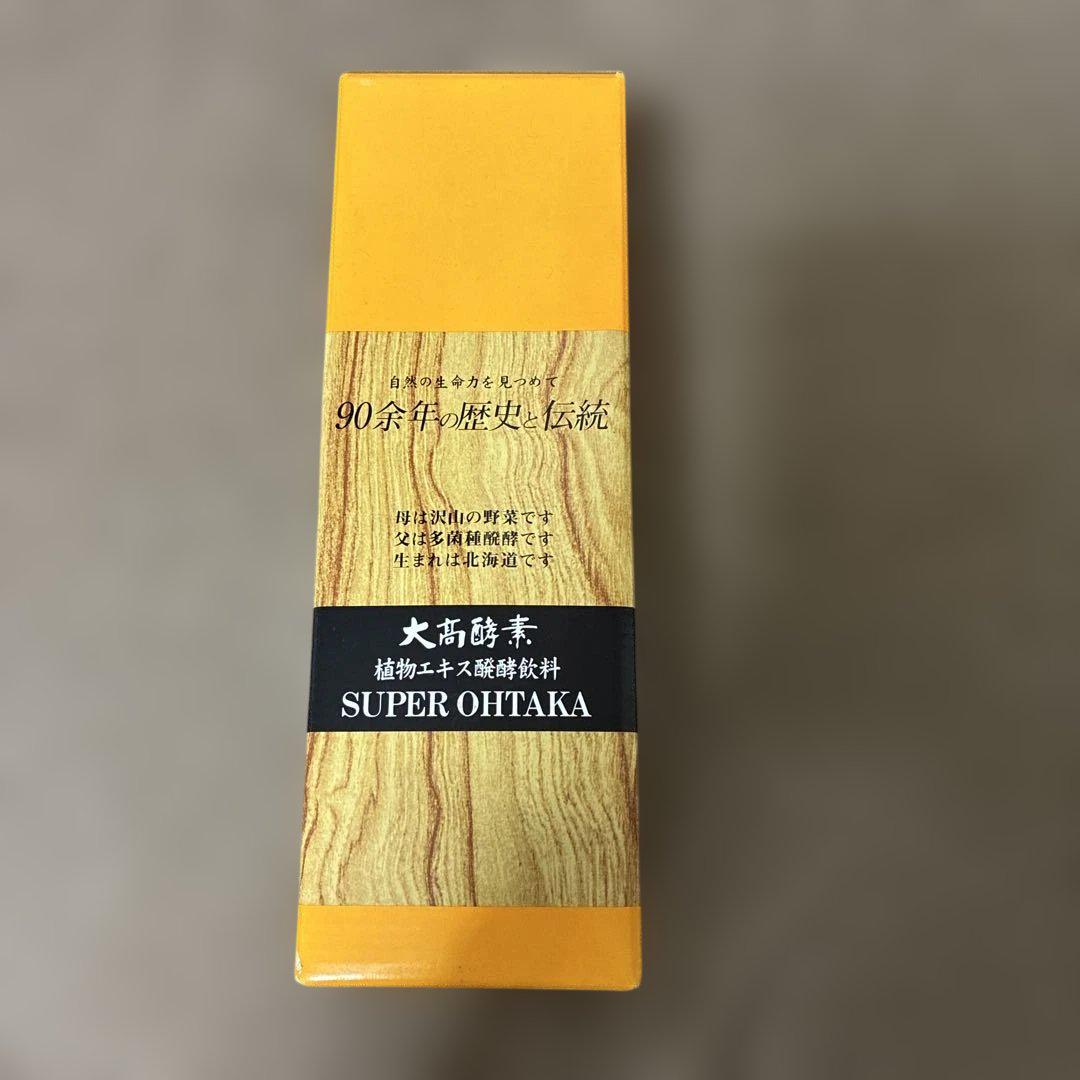 自然の生命力を見つめて
90余年の歴史と伝統
母は沢山の野菜です
父は多菌種醗酵です
生まれは北海道です
大髙酵素
植物エキス醗酵飲料
SUPER OHTAKA